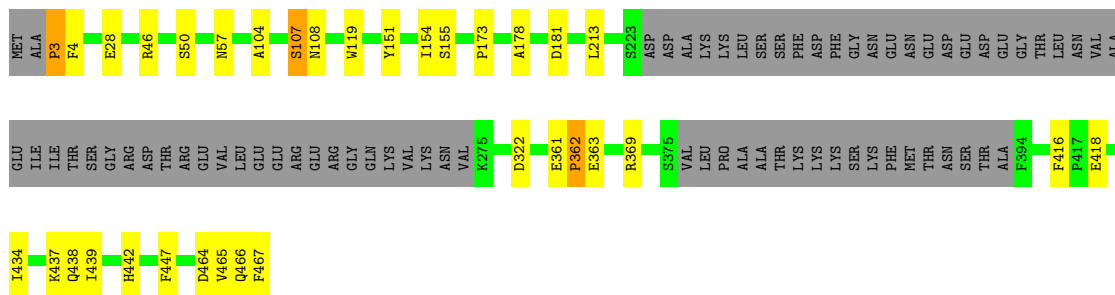 MET ALA P3 F4 E28 R46 S50 N57 A104 S107 N108 W119 Y151 I154 S155 P173 A178 D181 L213 S223 ASP ASP ALA LYS LYS LEU SER SER PHE ASP PHE GLY ASN GLU ASN GLU ASP GLU ASP GLU GLY THR LEU ASN VAL ALA
GLU ILE ILE THR SER GLY ARG ASP THR ARG GLU VAL LEU GLU GLU ARG GLU ARG GLY GLN LYS VAL LYS ASN VAL K275 D322 E361 P362 E363 R369 S375 VAL LEU PRO ALA ALA THR LYS LYS LYS SER LYS PHE MET THR ASN SER THR ALA F394 F416 P417 E418
I434 K437 Q438 I439 H442 F447 D464 V465 Q466 F467